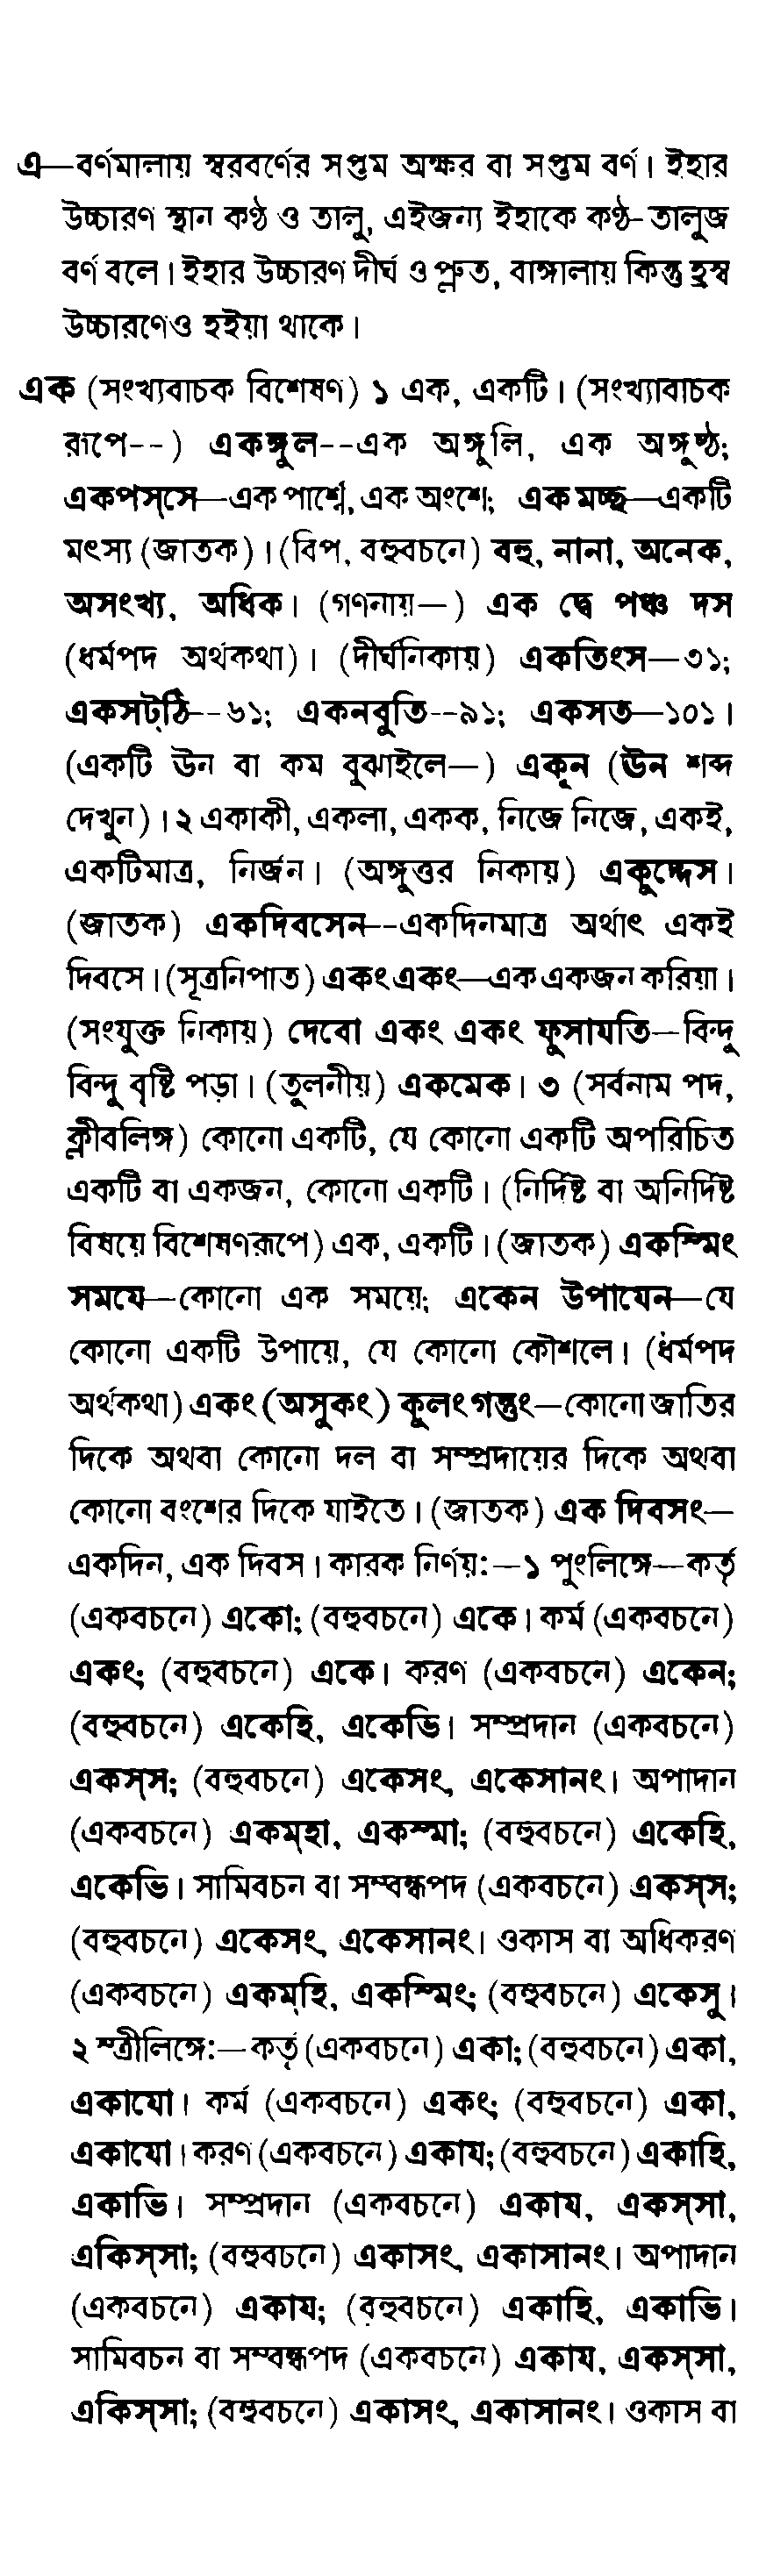 এ—বর্ণমালায় স্বরবর্ণের সপ্তম অক্ষর বা সপ্তম বর্ণ। ইহার
উচ্চারণ স্থান কণ্ঠ ও তালু, এইজন্য ইহাকে কণ্ঠ-তালুজ
বর্ণ বলে। ইহার উচ্চারণ দীর্ঘ ও প্লুত, বাঙ্গালায় কিন্তু হ্রস্ব
উচ্চারণেও হইয়া থাকে।
এক (সংখ্যবাচক বিশেষণ) ১ এক, একটি। (সংখ্যাবাচক
রূপে--) একঙ্গুল--এক অঙ্গুলি, এক অঙ্গুষ্ঠ;
একপস্সে—এক পার্শ্বে, এক অংশে; এক মচ্ছ—একটি
মৎস্য (জাতক)। (বিপ, বহুবচনে) বহু, নানা, অনেক,
অসংখ্য, অধিক। (গণনায়—) এক দ্বে পঞ্চ দস
(ধর্মপদ অর্থকথা)। (দীর্ঘনিকায়) একতিংস—৩১;
একসট্ঠি--৬১; একনবুতি--৯১; একসত—১০১।
(একটি ঊন বা কম বুঝাইলে—) একূন (ঊন শব্দ
দেখুন)। ২ একাকী, একলা, একক, নিজে নিজে, একই,
একটিমাত্র, নির্জন। (অঙ্গুত্তর নিকায়) একুদ্দেস।
(জাতক) একদিবসেন--একদিনমাত্র অর্থাৎ একই
দিবসে। (সূত্রনিপাত) একং একং—এক একজন করিয়া।
(সংযুক্ত নিকায়) দেবো একং একং ফুসাযতি—বিন্দু
বিন্দু বৃষ্টি পড়া। (তুলনীয়) একমেক। ৩ (সর্বনাম পদ,
ক্লীবলিঙ্গ) কোনো একটি, যে কোনো একটি অপরিচিত
একটি বা একজন, কোনো একটি। (নির্দিষ্ট বা অনির্দিষ্ট
বিষয়ে বিশেষণরূপে) এক, একটি। (জাতক) একস্মিং
সমযে—কোনো এক সময়ে; একেন উপাযেন—যে
কোনো একটি উপায়ে, যে কোনো কৌশলে। (ধর্মপদ
অর্থকথা) একং (অসুকং) কুলং গন্তুং—কোনো জাতির
দিকে অথবা কোনো দল বা সম্প্রদায়ের দিকে অথবা
কোনো বংশের দিকে যাইতে। (জাতক) এক দিবসং—
একদিন, এক দিবস। কারক নির্ণয়:—১ পুংলিঙ্গে—কর্তৃ
(একবচনে) একো; (বহুবচনে) একে। কর্ম (একবচনে)
একং; (বহুবচনে) একে। করণ (একবচনে) একেন;
(বহুবচনে) একেহি, একেভি। সম্প্রদান (একবচনে)
একস্স; (বহুবচনে) একেসং, একেসানং। অপাদান
(একবচনে) একম্হা, একস্মা; (বহুবচনে) একেহি,
একেভি। সামিবচন বা সম্বন্ধপদ (একবচনে) একস্স;
(বহুবচনে) একেসং, একেসানং। ওকাস বা অধিকরণ
(একবচনে) একম্হি, একস্মিং; (বহুবচনে) একেসু।
২ স্ত্রীলিঙ্গে:—কর্তৃ (একবচনে) একা; (বহুবচনে) একা,
একাযো। কর্ম (একবচনে) একং; (বহুবচনে) একা,
একাযো। করণ (একবচনে) একায; (বহুবচনে) একাহি,
একাভি। সম্প্রদান (একবচনে) একায, একস্সা,
একিস্সা; (বহুবচনে) একাসং, একাসানং। অপাদান
(একবচনে) একায; (বহুবচনে) একাহি, একাভি।
সামিবচন বা সম্বন্ধপদ (একবচনে) একায, একস্সা,
একিস্সা; (বহুবচনে) একাসং, একাসানং। ওকাস বা